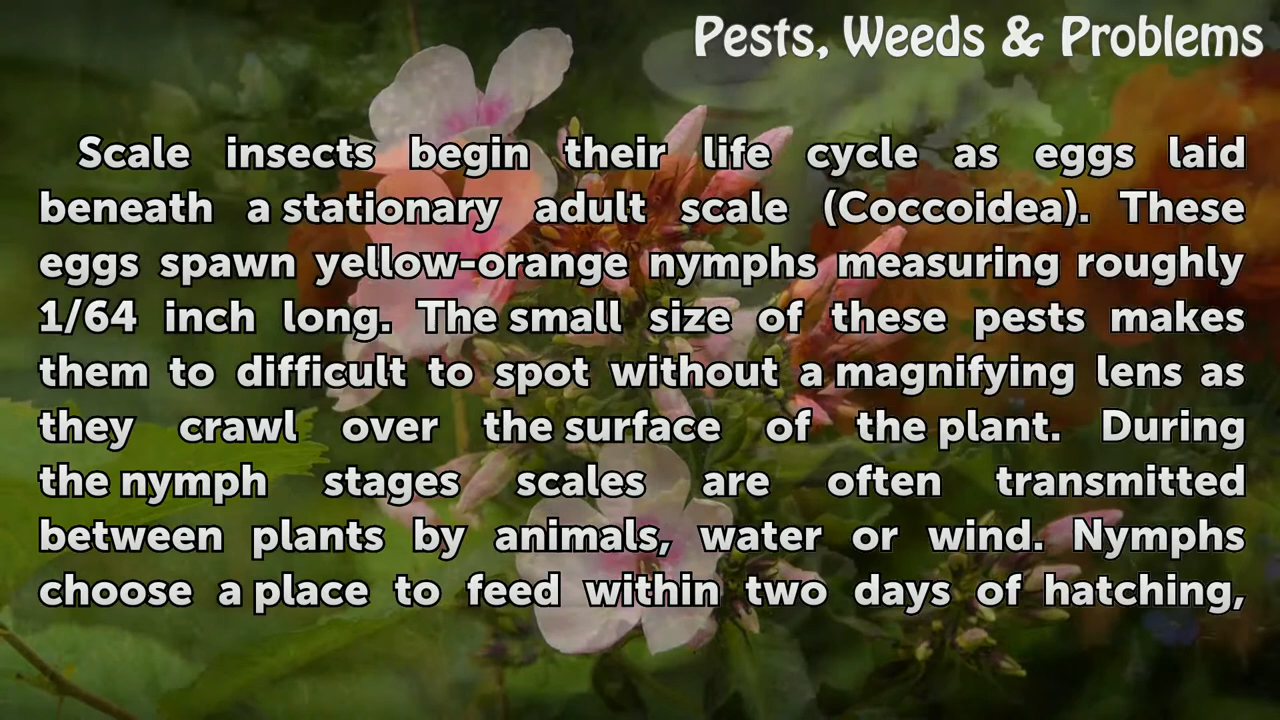 Pests, Weeds & Problems
Scale insects begin their life cycle as eggs laid
beneath a stationary adult scale (Coccoidea). These
eggs spawn yellow-orange nymphs measuring roughly
1/64 inch long. The small size of these pests makes
them to difficult to spot without a magnifying lens as
they crawl over the surface of the plant. During
the nymph stages scales are often transmitted
between plants by animals, water or wind. Nymphs
choose a place to feed within two days of hatching,